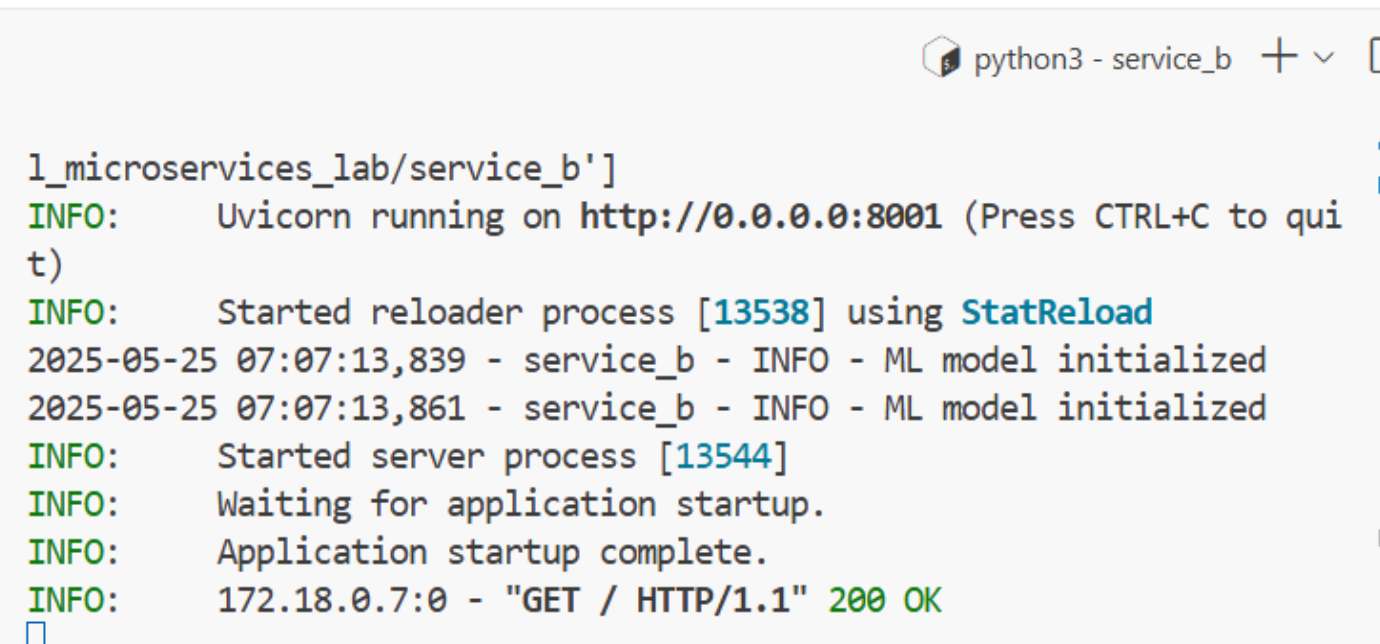 python3 - service_b
l_microservices_lab/service_b']
INFO:     Uvicorn running on http://0.0.0.0:8001 (Press CTRL+C to qui
t)
INFO:     Started reloader process [13538] using StatReload
2025-05-25 07:07:13,839 - service_b - INFO - ML model initialized
2025-05-25 07:07:13,861 - service_b - INFO - ML model initialized
INFO:     Started server process [13544]
INFO:     Waiting for application startup.
INFO:     Application startup complete.
INFO:     172.18.0.7:0 - "GET / HTTP/1.1" 200 OK